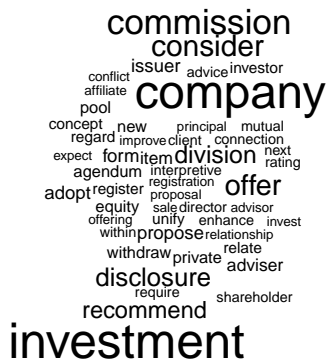 commission
consider
issuer advice investor
conflict
affiliate company
pool
concept new principal mutual
regard improve client connection
expect form item division next
rating
agendum interpretive
adopt register registration offer
proposal
equity sale director advisor
offering unify enhance invest
within propose relationship
withdraw private relate
adviser
disclosure
require shareholder
recommend
investment